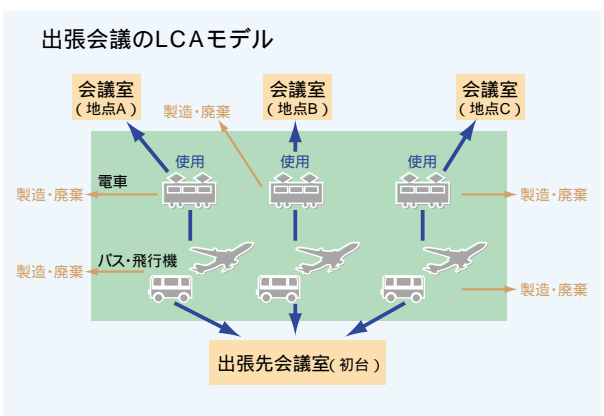 出張会議のLCAモデル
会議室
(地点A)
会議室
(地点B)
会議室
(地点C)
製造・廃棄
使用
使用
使用
電車
製造・廃棄
製造・廃棄
バス・飛行機
製造・廃棄
製造・廃棄
出張先会議室(初台)